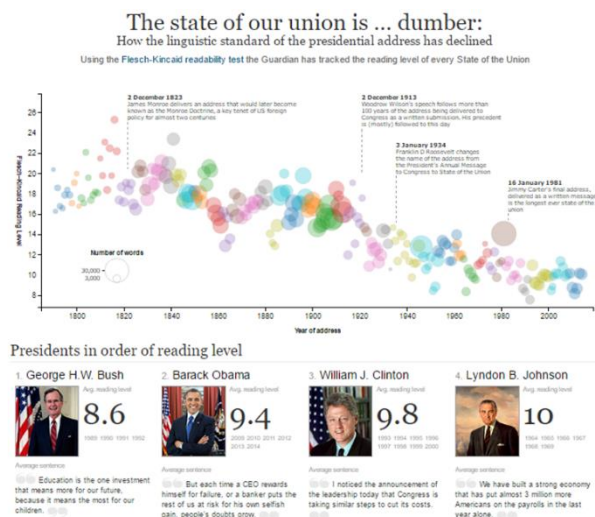 The state of our union is ... dumber:
How the linguistic standard of the presidential address has declined
Using the Flesch-Kincaid readability test the Guardian has tracked the reading level of every State of the Union
2 December 1823
James Monroe delivers an address that would later become
known as the Monroe Doctrine, a key tenet of US foreign
policy for almost two centuries
2 December 1913
Woodrow Wilson's speech follows more than
100 years of the address being delivered to
Congress as a written submission. His precedent
is (mostly) followed to this day
3 January 1934
Franklin D Roosevelt changes
the name of the address from
the President's Annual Message
to Congress to State of the Union
16 January 1981
Jimmy Carter's final address,
delivered as a written message
is the longest ever state of the
union
Flesch-Kincaid Reading Level
26
24
22
20
18
16
14
12
10
8
Number of words
30,000
3,000
1800 1820 1840 1860 1880 1900 1920 1940 1960 1980 2000
Year of address
Presidents in order of reading level
1. George H.W. Bush
Avg. reading level
8.6
1989 1990 1991 1992
Average sentence
Education is the one investment
that means more for our future,
because it means the most for our
children.
2. Barack Obama
Avg. reading level
9.4
2009 2010 2011 2012
2013 2014
Average sentence
But each time a CEO rewards
himself for failure, or a banker puts the
rest of us at risk for his own selfish
gain, people's doubts grow.
3. William J. Clinton
Avg. reading level
9.8
1993 1994 1995 1996
1997 1998 1999 2000
Average sentence
I noticed the announcement of
the leadership today that Congress is
taking similar steps to cut its costs.
4. Lyndon B. Johnson
Avg. reading level
10
1964 1965 1966 1967
1968 1969
Average sentence
We have built a strong economy
that has put almost 3 million more
Americans on the payrolls in the last
year alone.